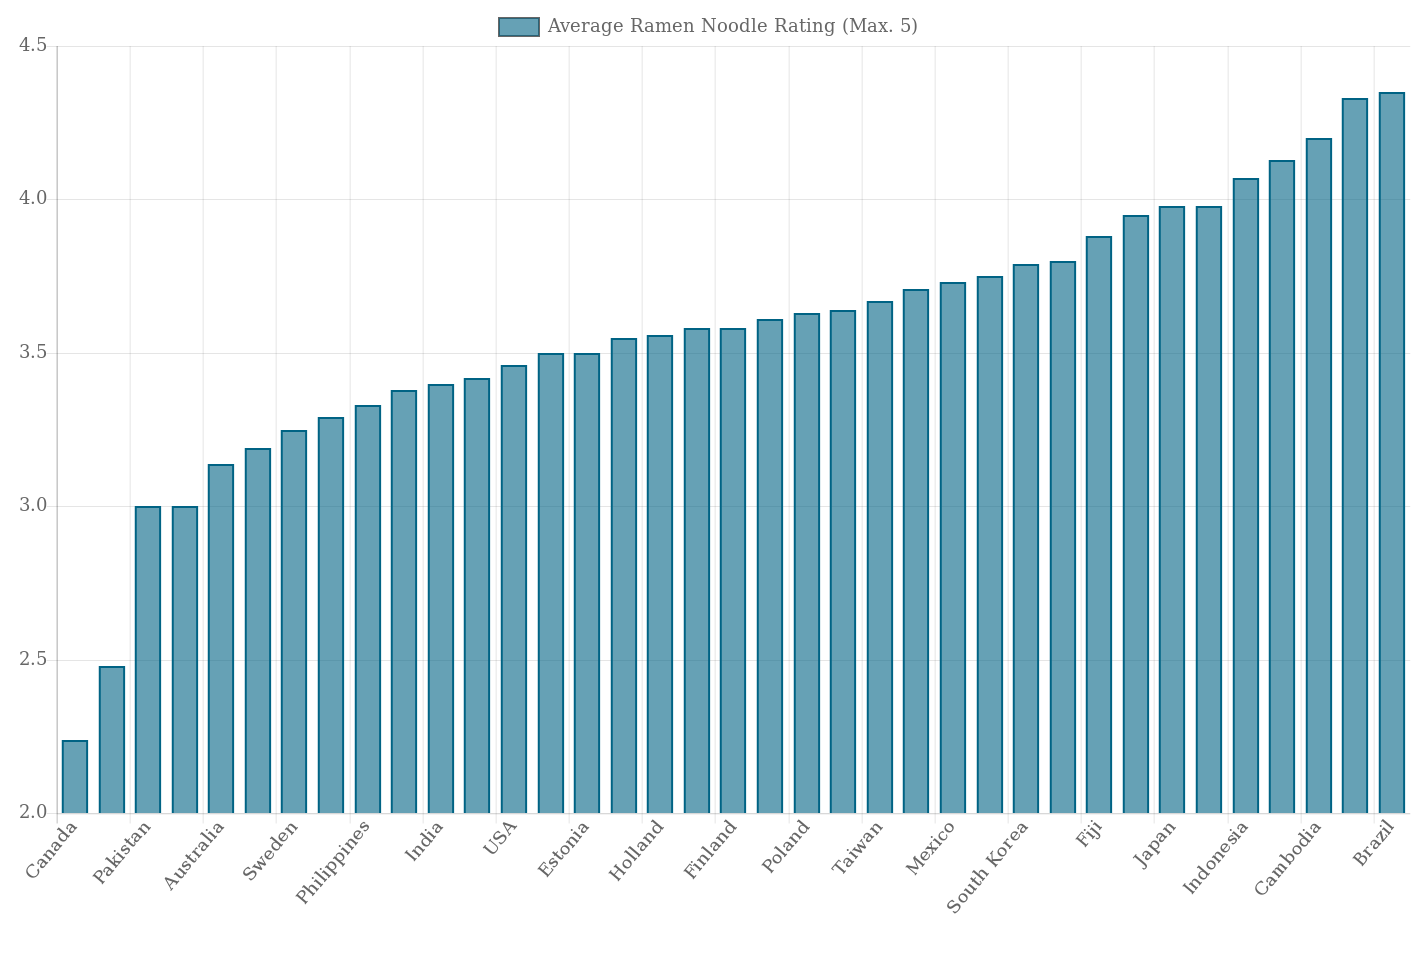 Average Ramen Noodle Rating (Max. 5)
4.5
4.0
3.5
3.0
2.5
2.0
Canada
Pakistan
Australia
Sweden
Philippines
India
USA
Estonia
Holland
Finland
Poland
Taiwan
Mexico
South Korea
Fiji
Japan
Indonesia
Cambodia
Brazil